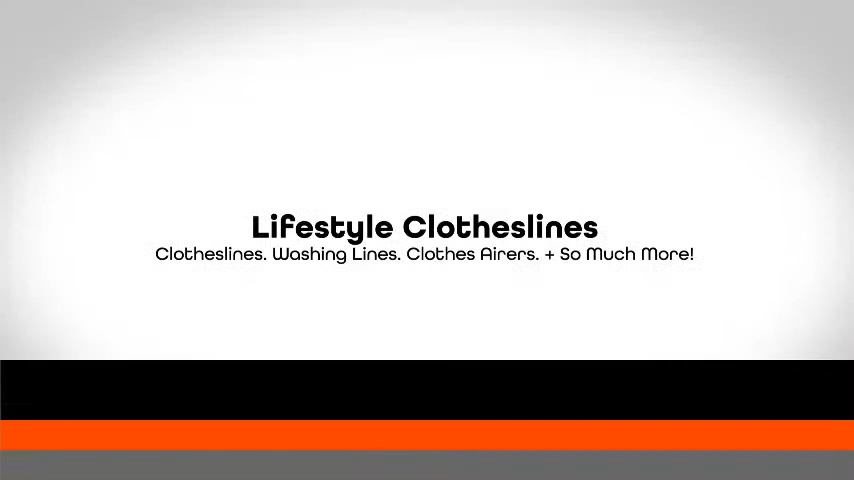 Lifestyle Clotheslines
Clotheslines. Washing Lines. Clothes Airers. + So Much More!